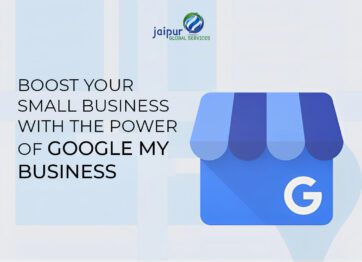 jaipur
GLOBAL SERVICES
BOOST YOUR
SMALL BUSINESS
WITH THE POWER
OF GOOGLE MY
BUSINESS
G